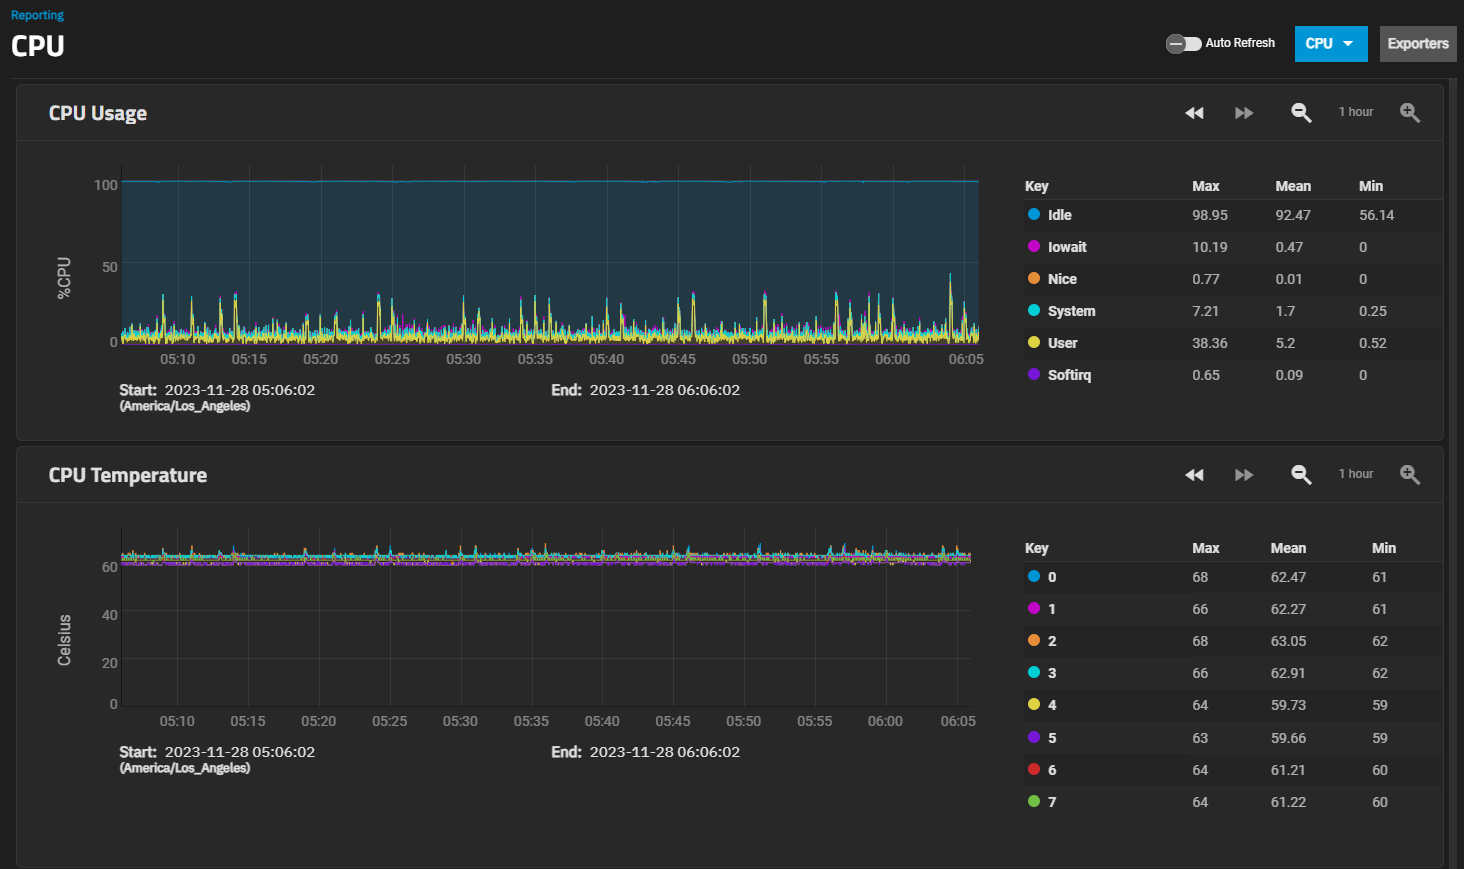 Reporting
CPU
Auto Refresh
CPU
Exporters
CPU Usage
1 hour
%CPU
100
50
0
05:10 05:15 05:20 05:25 05:30 05:35 05:40 05:45 05:50 05:55 06:00 06:05
Start: 2023-11-28 05:06:02 End: 2023-11-28 06:06:02
(America/Los_Angeles)
Key Max Mean Min
Idle 98.95 92.47 56.14
Iowait 10.19 0.47 0
Nice 0.77 0.01 0
System 7.21 1.7 0.25
User 38.36 5.2 0.52
Softirq 0.65 0.09 0
CPU Temperature
1 hour
Celsius
60
40
20
0
05:10 05:15 05:20 05:25 05:30 05:35 05:40 05:45 05:50 05:55 06:00 06:05
Start: 2023-11-28 05:06:02 End: 2023-11-28 06:06:02
(America/Los_Angeles)
Key Max Mean Min
0 68 62.47 61
1 66 62.27 61
2 68 63.05 62
3 66 62.91 62
4 64 59.73 59
5 63 59.66 59
6 64 61.21 60
7 64 61.22 60